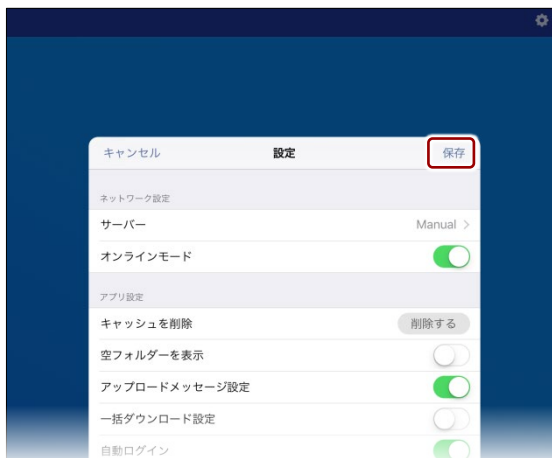 キャンセル 設定 保存
ネットワーク設定
サーバー Manual >
オンラインモード
アプリ設定
キャッシュを削除 削除する
空フォルダーを表示
アップロードメッセージ設定
一括ダウンロード設定
自動ログイン